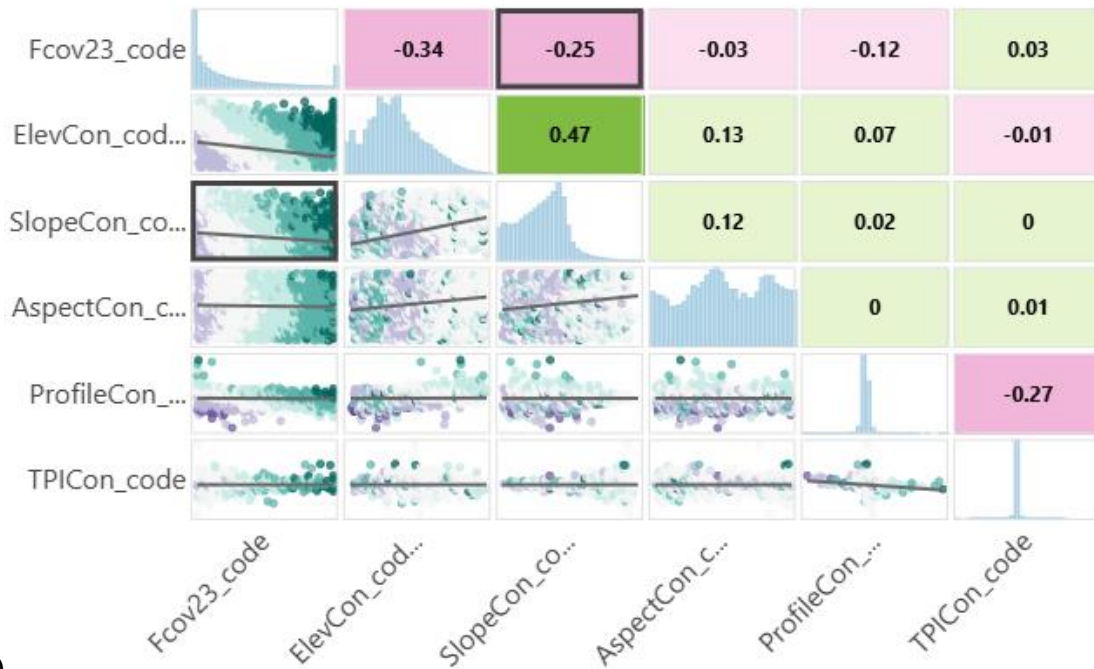 Fcov23_code -0.34 -0.25 -0.03 -0.12 0.03
ElevCon_cod... 0.47 0.13 0.07 -0.01
SlopeCon_co... 0.12 0.02 0
AspectCon_c... 0 0.01
ProfileCon_... -0.27
TPICon_code
Fcov23_code ElevCon_cod... SlopeCon_co... AspectCon_c... ProfileCon_... TPICon_code
)